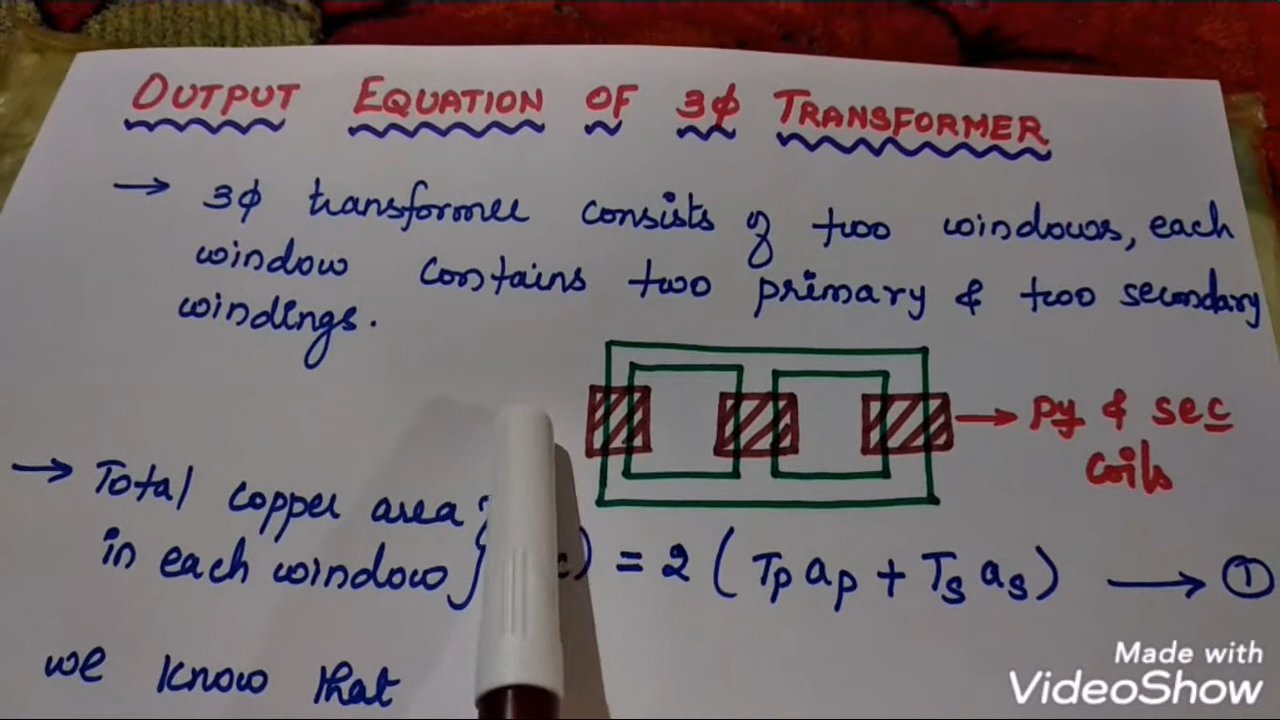 OUTPUT EQUATION OF 3φ TRANSFORMER
→ 3φ transformer consists of two windows, each
window contains two primary & two secondary
windings.
→ Py & sec
coils
→ Total copper area
in each window } c) = 2 ( Tp ap + Ts as ) → ①
we know that
Made with
VideoShow